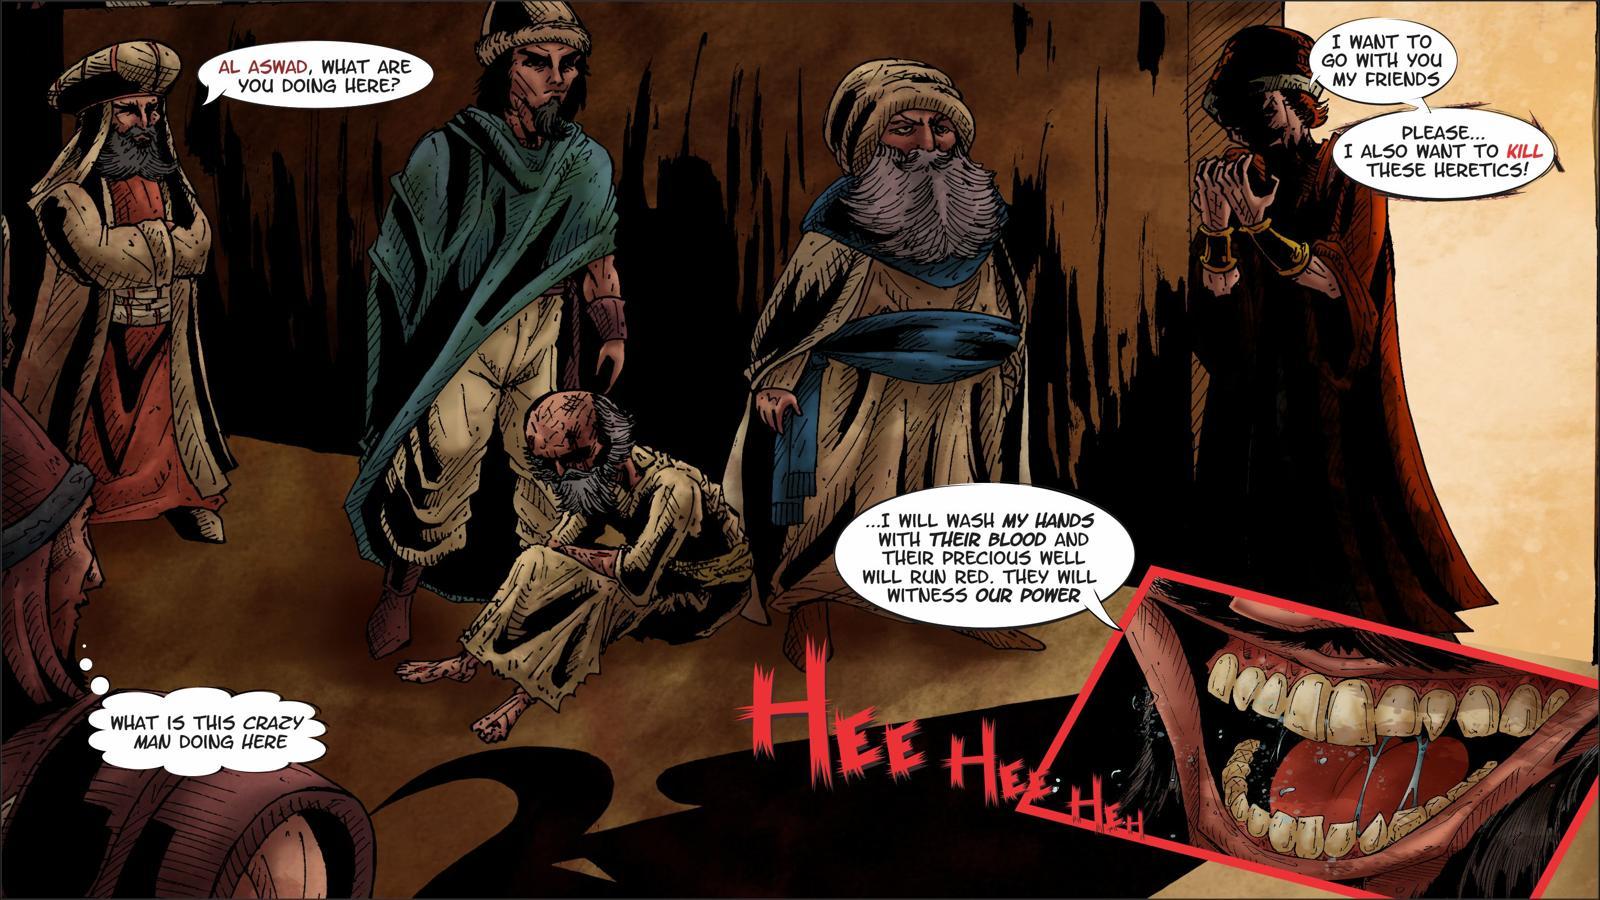 AL ASWAD, WHAT ARE
YOU DOING HERE?
I WANT TO
GO WITH YOU
MY FRIENDS
PLEASE...
I ALSO WANT TO KILL
THESE HERETICS!
...I WILL WASH MY HANDS
WITH THEIR BLOOD AND
THEIR PRECIOUS WELL
WILL RUN RED. THEY WILL
WITNESS OUR POWER
HEE HEE HEH
WHAT IS THIS CRAZY
MAN DOING HERE